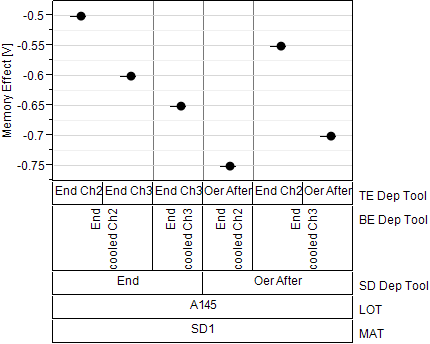 -0.5
-0.55
-0.6
-0.65
-0.7
-0.75
Memory Effect [V]
End Ch2 End Ch3 End Ch3 Oer After End Ch2 Oer After TE Dep Tool
End
cooled Ch2
End
cooled Ch3
End
cooled Ch2
End
cooled Ch3
BE Dep Tool
End Oer After SD Dep Tool
A145 LOT
SD1 MAT